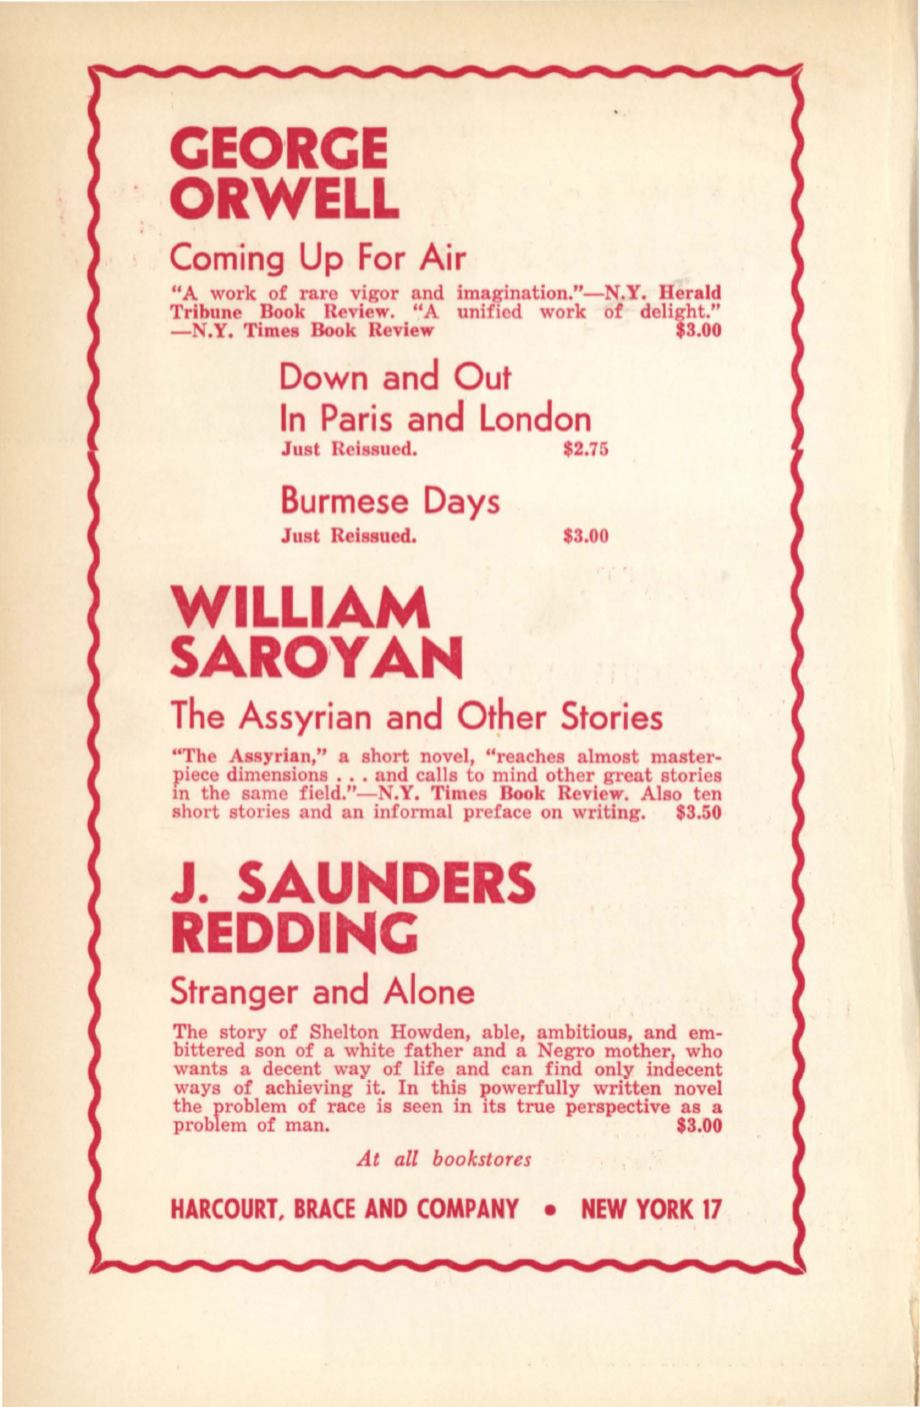 GEORGE
ORWELL
Coming Up For Air
“A work of rare vigor and imagination.”—N.Y. Herald
Tribune Book Review. “A unified work of delight.”
—N.Y. Times Book Review $3.00
Down and Out
In Paris and London
Just Reissued. $2.75
Burmese Days
Just Reissued. $3.00
WILLIAM
SAROYAN
The Assyrian and Other Stories
“The Assyrian,” a short novel, “reaches almost master-
piece dimensions . . . and calls to mind other great stories
in the same field.”—N.Y. Times Book Review. Also ten
short stories and an informal preface on writing. $3.50
J. SAUNDERS
REDDING
Stranger and Alone
The story of Shelton Howden, able, ambitious, and em-
bittered son of a white father and a Negro mother, who
wants a decent way of life and can find only indecent
ways of achieving it. In this powerfully written novel
the problem of race is seen in its true perspective as a
problem of man. $3.00
At all bookstores
HARCOURT, BRACE AND COMPANY • NEW YORK 17